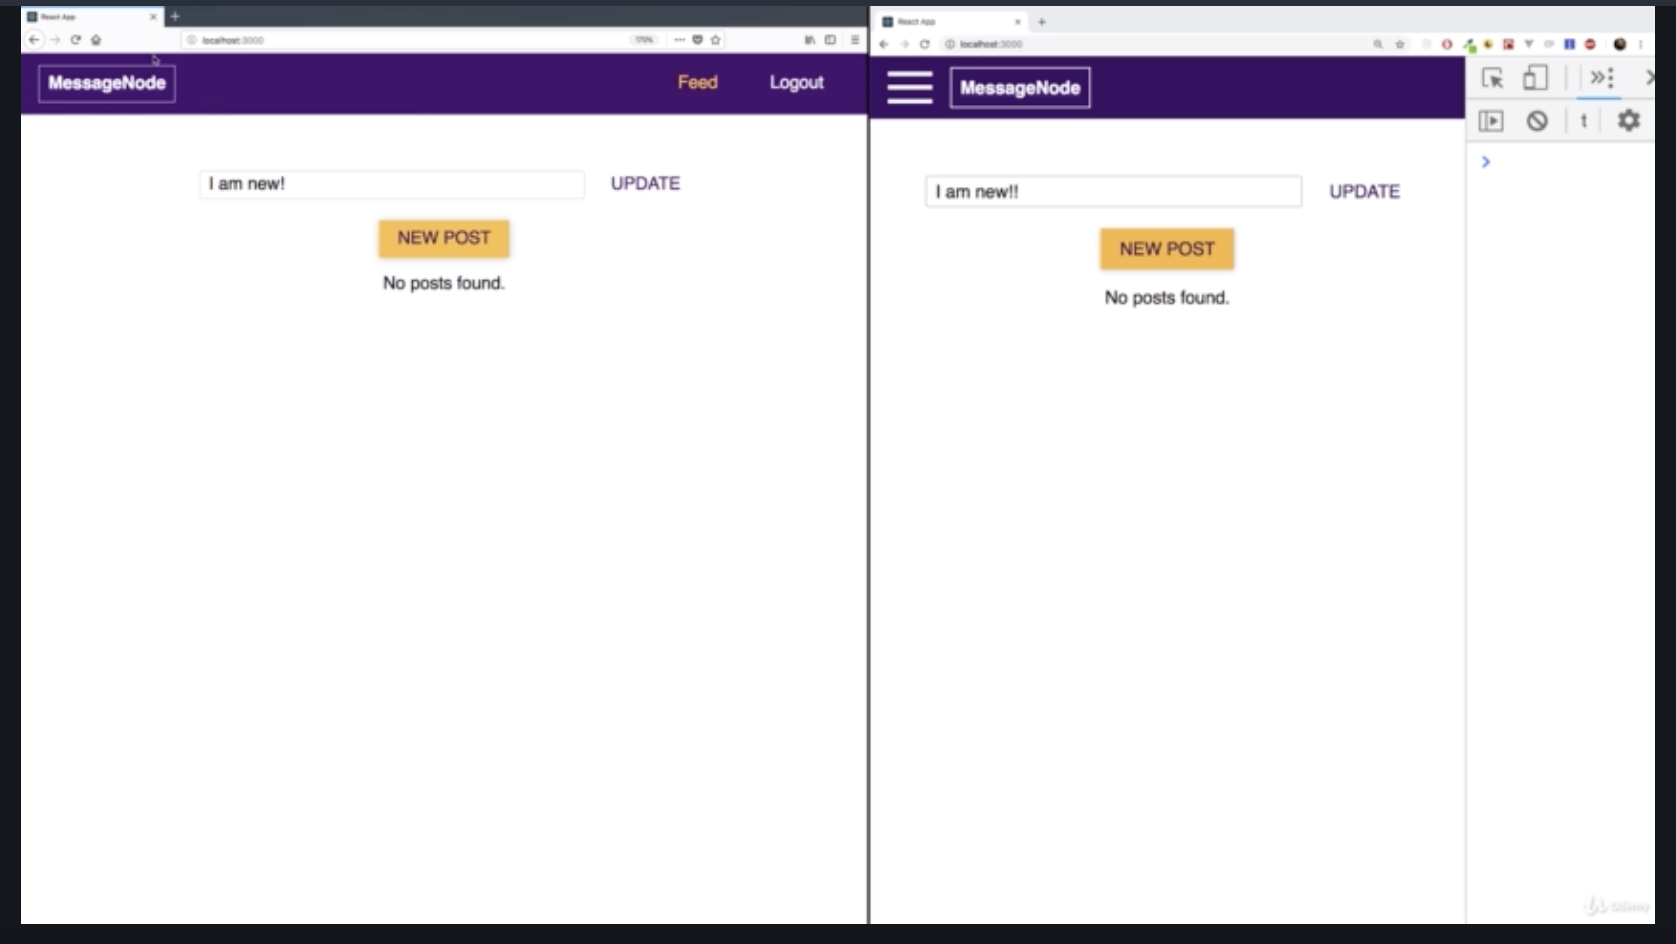 React App
localhost:3000
170%
MessageNode
Feed
Logout
I am new!
UPDATE
NEW POST
No posts found.
React App
localhost:3000
MessageNode
I am new!!
UPDATE
NEW POST
No posts found.
t
Udemy